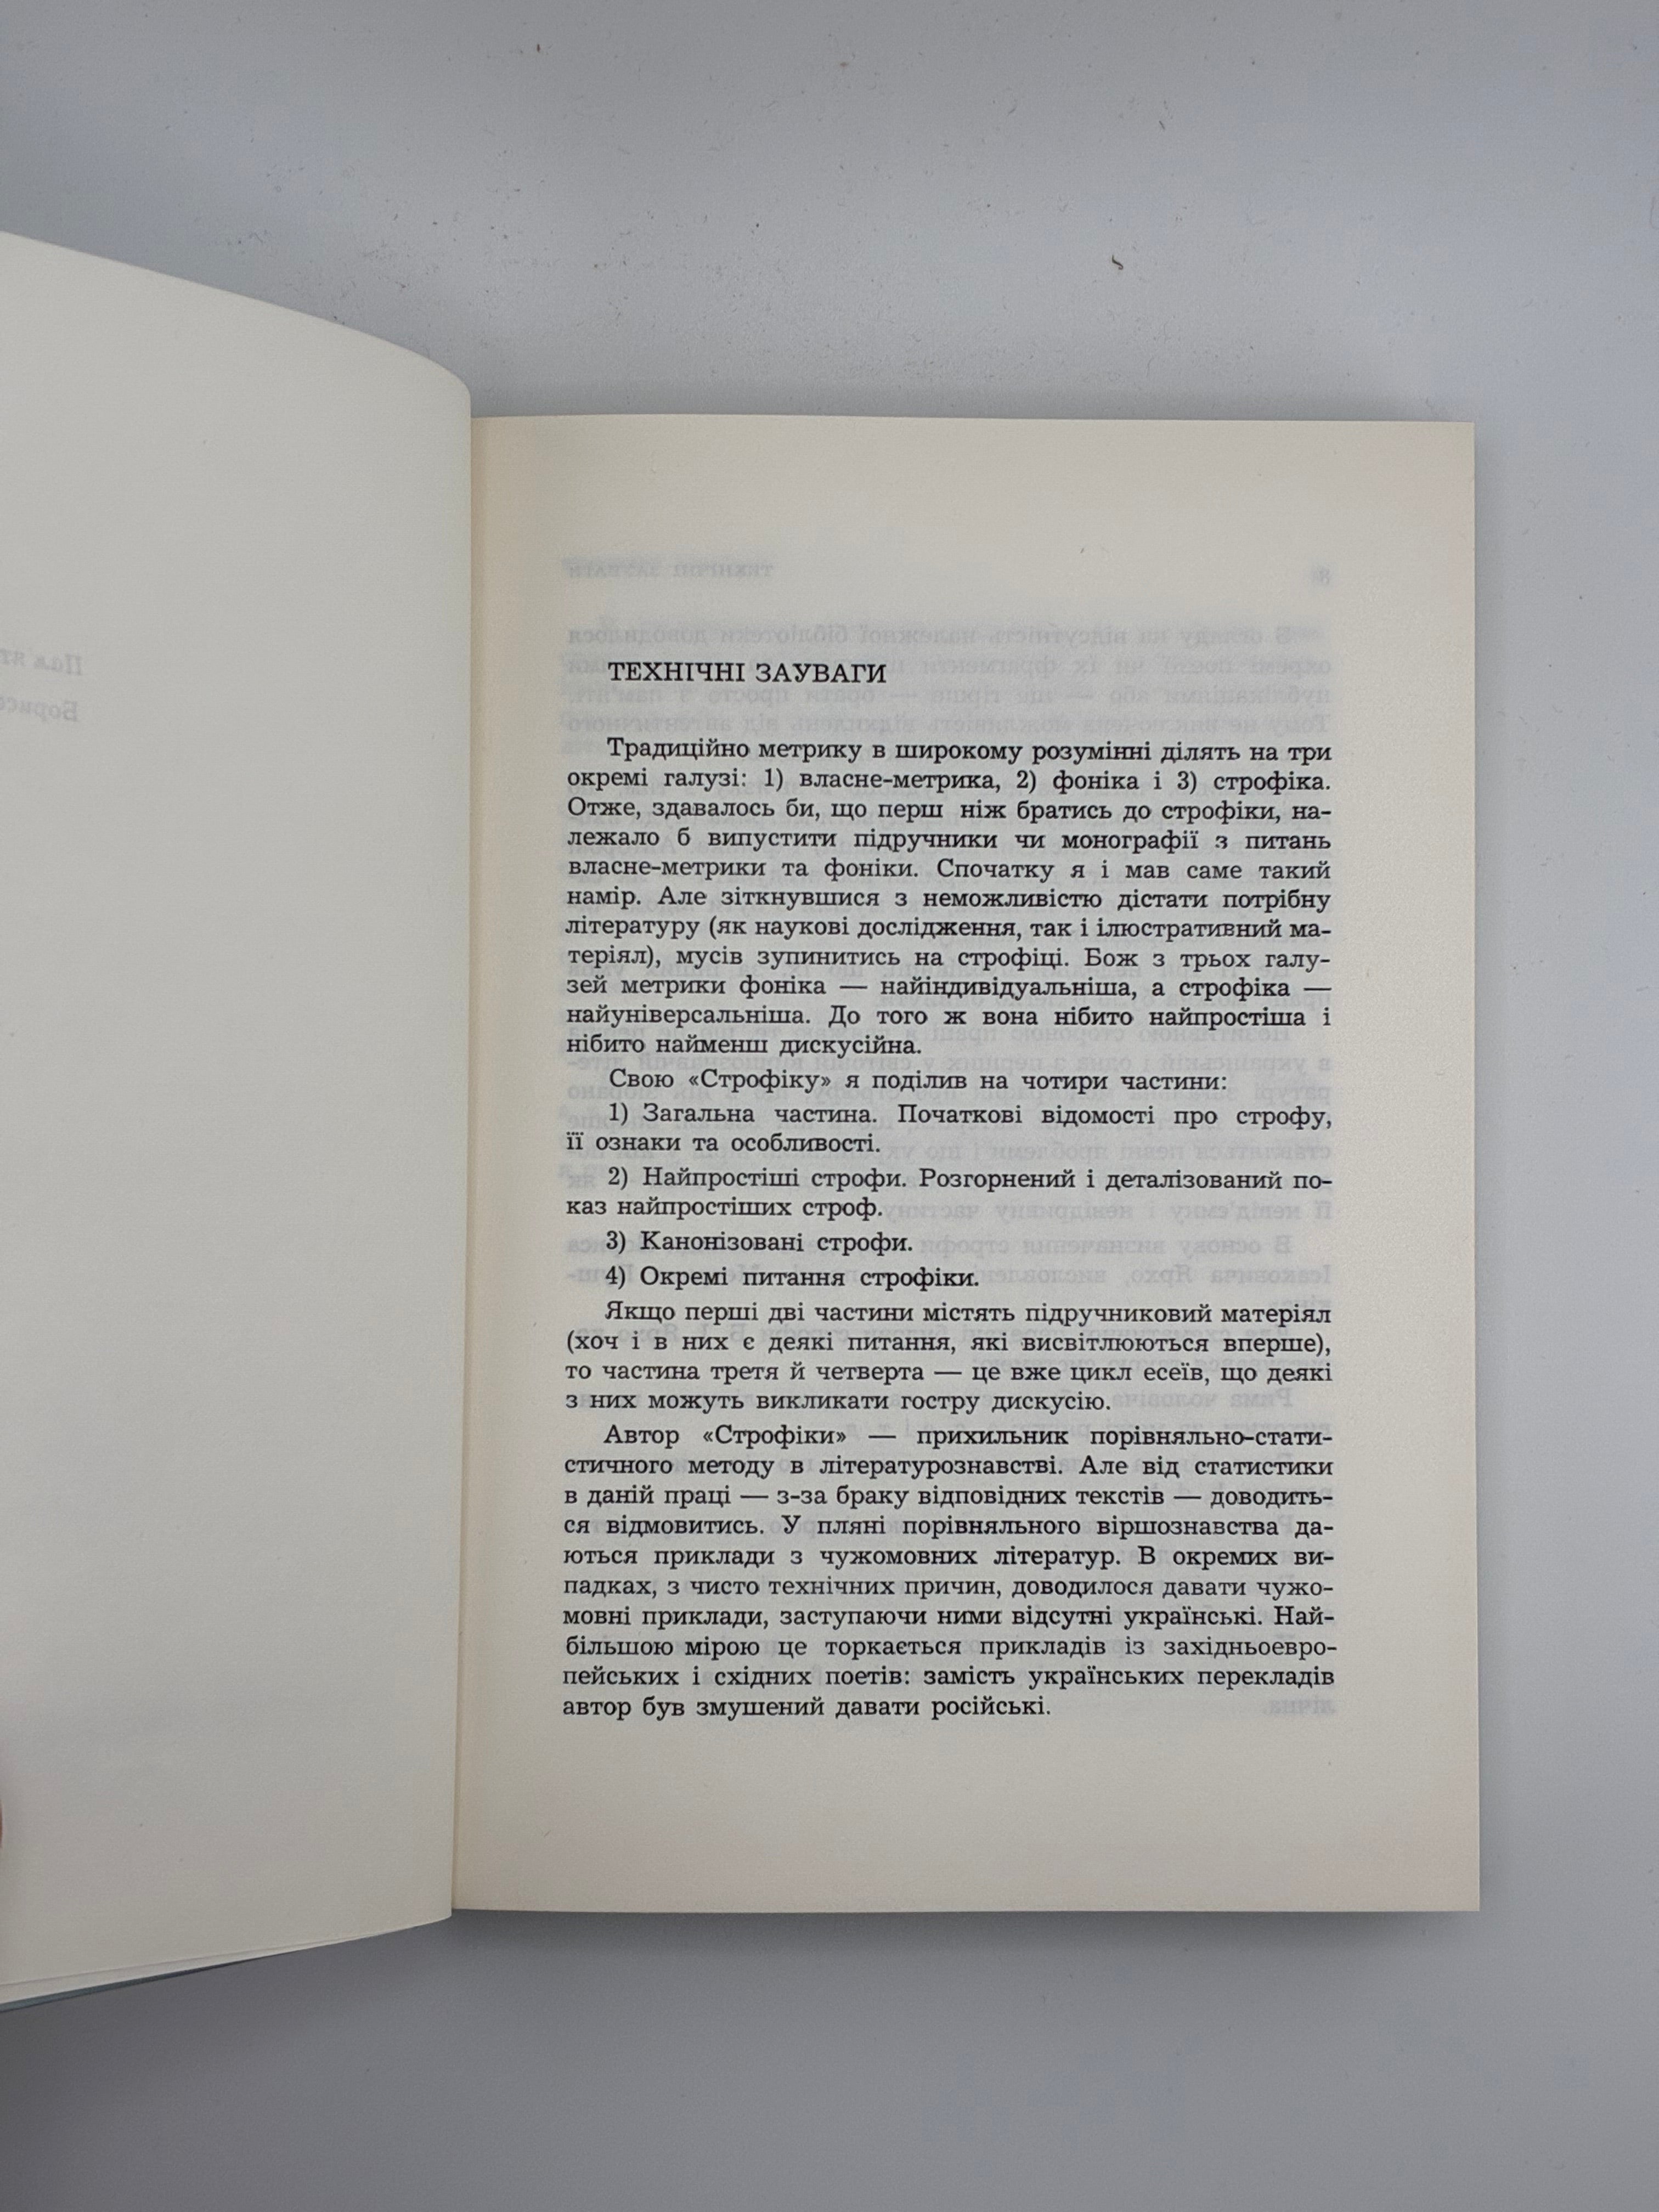 ТЕХНІЧНІ ЗАУВАГИ
Традиційно метрику в широкому розумінні ділять на три
окремі галузі: 1) власне-метрика, 2) фоніка і 3) строфіка.
Отже, здавалось би, що перш ніж братись до строфіки, на-
лежало б випустити підручники чи монографії з питань
власне-метрики та фоніки. Спочатку я і мав саме такий
намір. Але зіткнувшися з неможливістю дістати потрібну
літературу (як наукові дослідження, так і ілюстративний ма-
теріял), мусів зупинитись на строфіці. Бож з трьох галу-
зей метрики фоніка — найіндивідуальніша, а строфіка —
найуніверсальніша. До того ж вона нібито найпростіша і
нібито найменш дискусійна.
Свою «Строфіку» я поділив на чотири частини:
1) Загальна частина. Початкові відомості про строфу,
її ознаки та особливості.
2) Найпростіші строфи. Розгорнений і деталізований по-
каз найпростіших строф.
3) Канонізовані строфи.
4) Окремі питання строфіки.
Якщо перші дві частини містять підручниковий матеріял
(хоч і в них є деякі питання, які висвітлюються вперше),
то частина третя й четверта — це вже цикл есеїв, що деякі
з них можуть викликати гостру дискусію.
Автор «Строфіки» — прихильник порівняльно-стати-
стичного методу в літературознавстві. Але від статистики
в даній праці — з-за браку відповідних текстів — доводить-
ся відмовитись. У пляні порівняльного віршознавства да-
ються приклади з чужомовних літератур. В окремих ви-
падках, з чисто технічних причин, доводилося давати чужо-
мовні приклади, заступаючи ними відсутні українські. Най-
більшою мірою це торкається прикладів із західньоевро-
пейських і східних поетів: замість українських перекладів
автор був змушений давати російські.